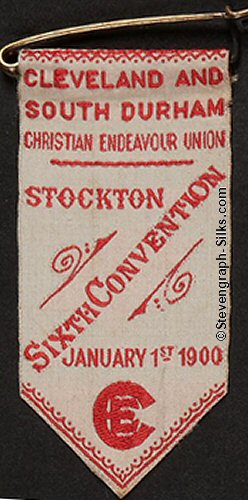 CLEVELAND AND
SOUTH DURHAM
CHRISTIAN ENDEAVOUR UNION
STOCKTON
SIXTH CONVENTION
JANUARY 1ST 1900
CE
© Stevengraph-Silks.com